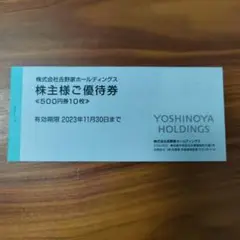 株式会社吉野家ホールディングス
株主様ご優待券
≪500円券10枚≫
有効期限 2023年11月30日まで
YOSHINOYA
HOLDINGS
株式会社吉野家ホールディングス